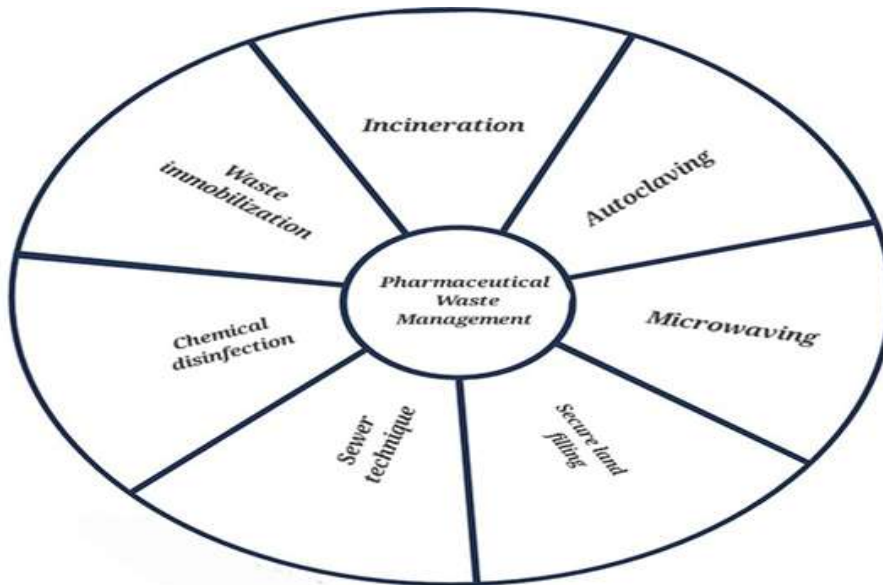 Incineration
Autoclaving
Microwaving
Secure land
filling
Sewer
technique
Chemical
disinfection
Waste
immobilization
Pharmaceutical
Waste
Management